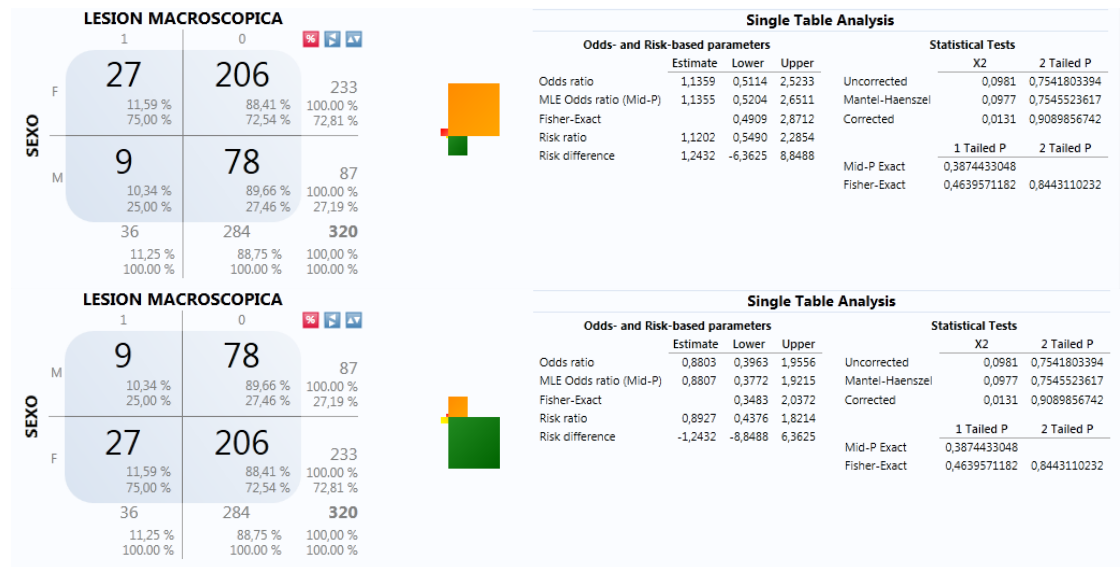 LESION MACROSCOPICA
1 0
%
SEXO
F 27 206 233
11,59 % 88,41 % 100.00 %
75,00 % 72,54 % 72,81 %
M 9 78 87
10,34 % 89,66 % 100.00 %
25,00 % 27,46 % 27,19 %
36 284 320
11,25 % 88,75 % 100,00 %
100.00 % 100.00 % 100.00 %
Single Table Analysis
Odds- and Risk-based parameters
Estimate Lower Upper
Odds ratio 1,1359 0,5114 2,5233
MLE Odds ratio (Mid-P) 1,1355 0,5204 2,6511
Fisher-Exact 0,4909 2,8712
Risk ratio 1,1202 0,5490 2,2854
Risk difference 1,2432 -6,3625 8,8488
Statistical Tests
X2 2 Tailed P
Uncorrected 0,0981 0,7541803394
Mantel-Haenszel 0,0977 0,7545523617
Corrected 0,0131 0,9089856742
1 Tailed P 2 Tailed P
Mid-P Exact 0,3874433048
Fisher-Exact 0,4639571182 0,8443110232
LESION MACROSCOPICA
1 0
%
SEXO
M 9 78 87
10,34 % 89,66 % 100.00 %
25,00 % 27,46 % 27,19 %
F 27 206 233
11,59 % 88,41 % 100.00 %
75,00 % 72,54 % 72,81 %
36 284 320
11,25 % 88,75 % 100,00 %
100.00 % 100.00 % 100.00 %
Single Table Analysis
Odds- and Risk-based parameters
Estimate Lower Upper
Odds ratio 0,8803 0,3963 1,9556
MLE Odds ratio (Mid-P) 0,8807 0,3772 1,9215
Fisher-Exact 0,3483 2,0372
Risk ratio 0,8927 0,4376 1,8214
Risk difference -1,2432 -8,8488 6,3625
Statistical Tests
X2 2 Tailed P
Uncorrected 0,0981 0,7541803394
Mantel-Haenszel 0,0977 0,7545523617
Corrected 0,0131 0,9089856742
1 Tailed P 2 Tailed P
Mid-P Exact 0,3874433048
Fisher-Exact 0,4639571182 0,8443110232